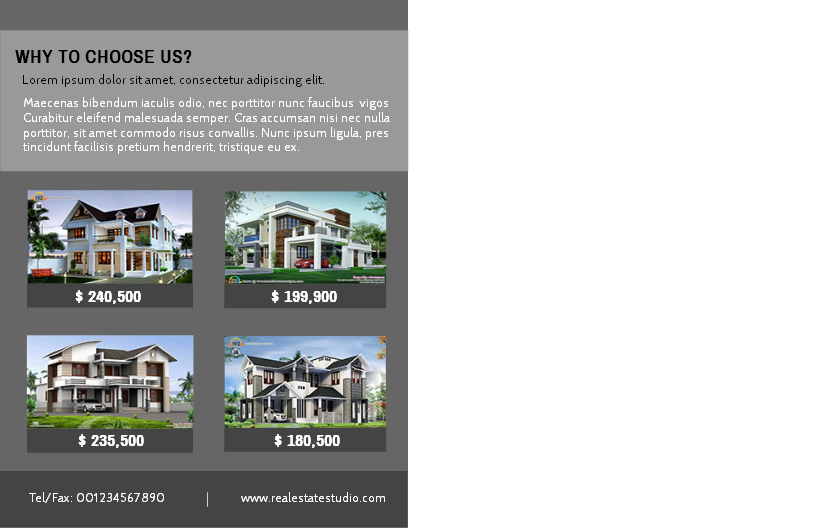 WHY TO CHOOSE US?
Lorem ipsum dolor sit amet, consectetur adipiscing elit.
Maecenas bibendum iaculis odio, nec porttitor nunc faucibus vigos
Curabitur eleifend malesuada semper. Cras accumsan nisi nec nulla
porttitor, sit amet commodo risus convallis. Nunc ipsum ligula, pres
tincidunt facilisis pretium hendrerit, tristique eu ex.
$ 240,500
$ 199,900
$ 235,500
$ 180,500
Tel/Fax: 001234567890 | www.realestatestudio.com